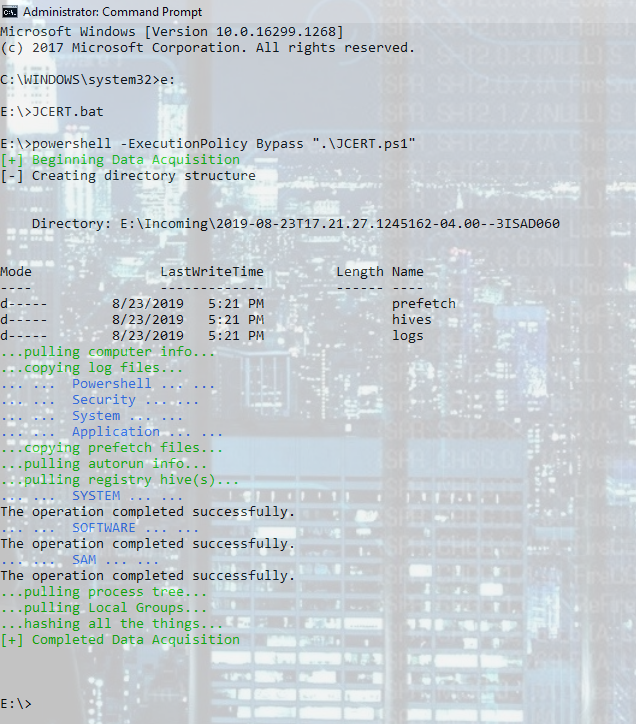 Administrator: Command Prompt
Microsoft Windows [Version 10.0.16299.1268]
(c) 2017 Microsoft Corporation. All rights reserved.
C:\WINDOWS\system32>e:
E:\>JCERT.bat
E:\>powershell -ExecutionPolicy Bypass ".\JCERT.ps1"
[+] Beginning Data Acquisition
[-] Creating directory structure
Directory: E:\Incoming\2019-08-23T17.21.27.1245162-04.00--3ISAD060
Mode LastWriteTime Length Name
---- ------------- ------ ----
d----- 8/23/2019 5:21 PM prefetch
d----- 8/23/2019 5:21 PM hives
d----- 8/23/2019 5:21 PM logs
...pulling computer info...
...copying log files...
... ... Powershell ... ...
... ... Security ... ...
... ... System ... ...
... ... Application ... ...
...copying prefetch files...
...pulling autorun info...
...pulling registry hive(s)...
... ... SYSTEM ... ...
The operation completed successfully.
... ... SOFTWARE ... ...
The operation completed successfully.
... ... SAM ... ...
The operation completed successfully.
...pulling process tree...
...pulling Local Groups...
...hashing all the things...
[+] Completed Data Acquisition
E:\>